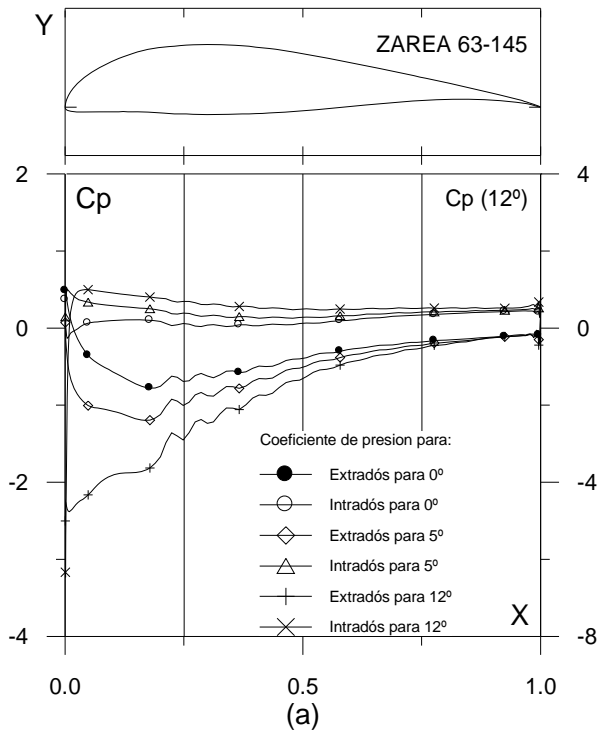 Y
ZAREA 63-145
2
4
Cp
Cp (12º)
0
0
Coeficiente de presion para:
Extradós para 0º
Intradós para 0º
-2
-4
Extradós para 5º
Intradós para 5º
Extradós para 12º
Intradós para 12º
X
-4
-8
0.0
0.5
1.0
(a)